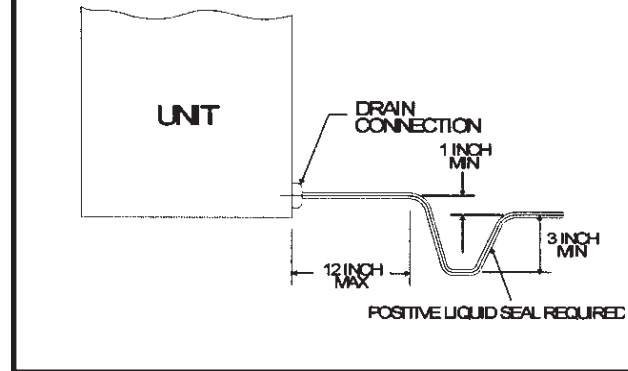 UNIT
DRAIN
CONNECTION
1 INCH
MIN
3 INCH
MIN
12 INCH
MAX
POSITIVE LIQUID SEAL REQUIRED